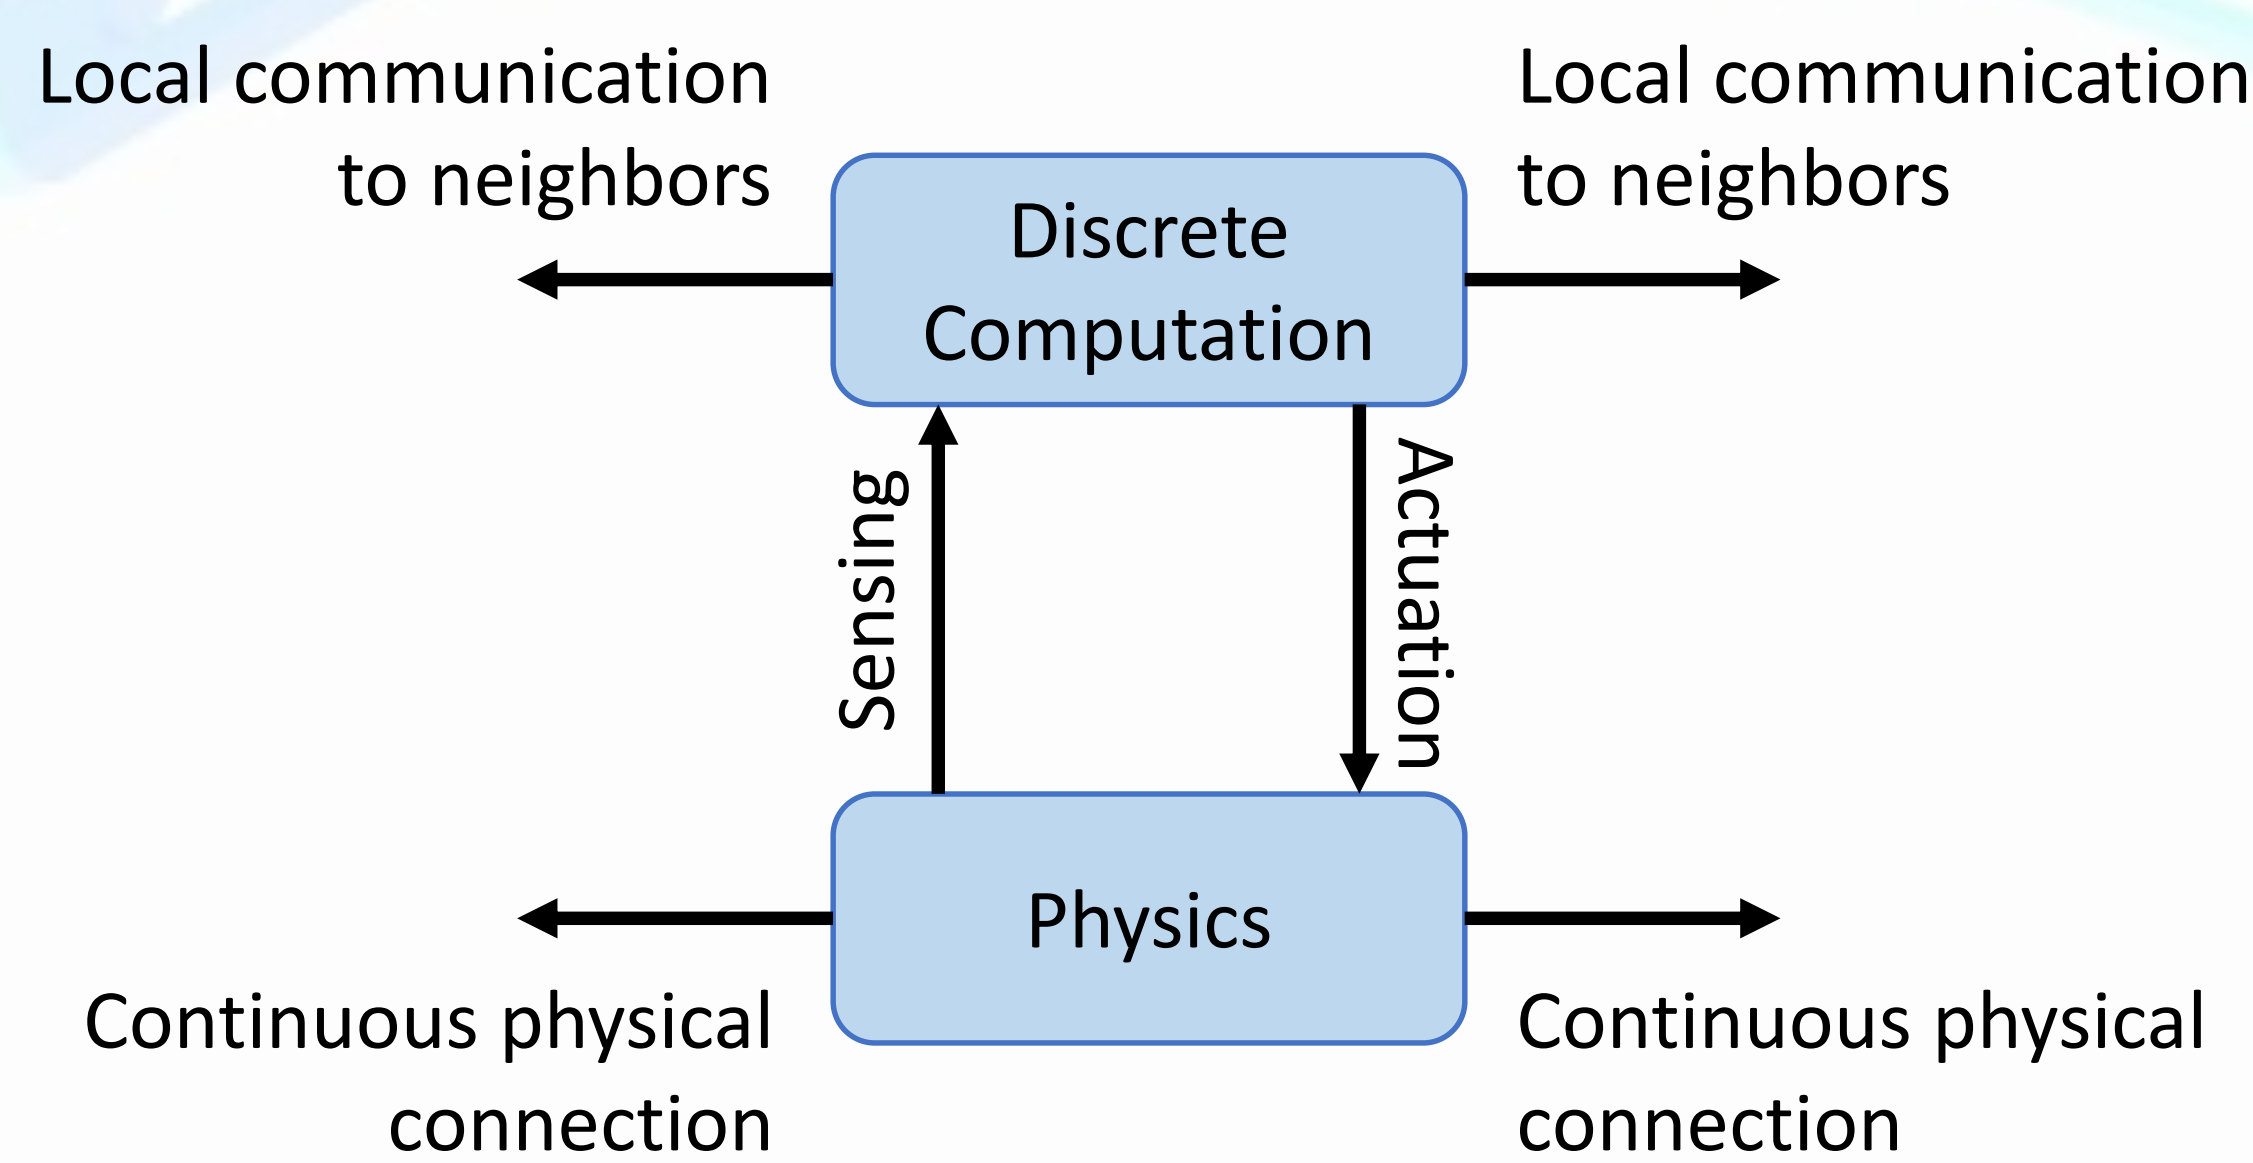 Local communication
to neighbors
Local communication
to neighbors
Discrete
Computation
Sensing
Actuation
Physics
Continuous physical
connection
Continuous physical
connection